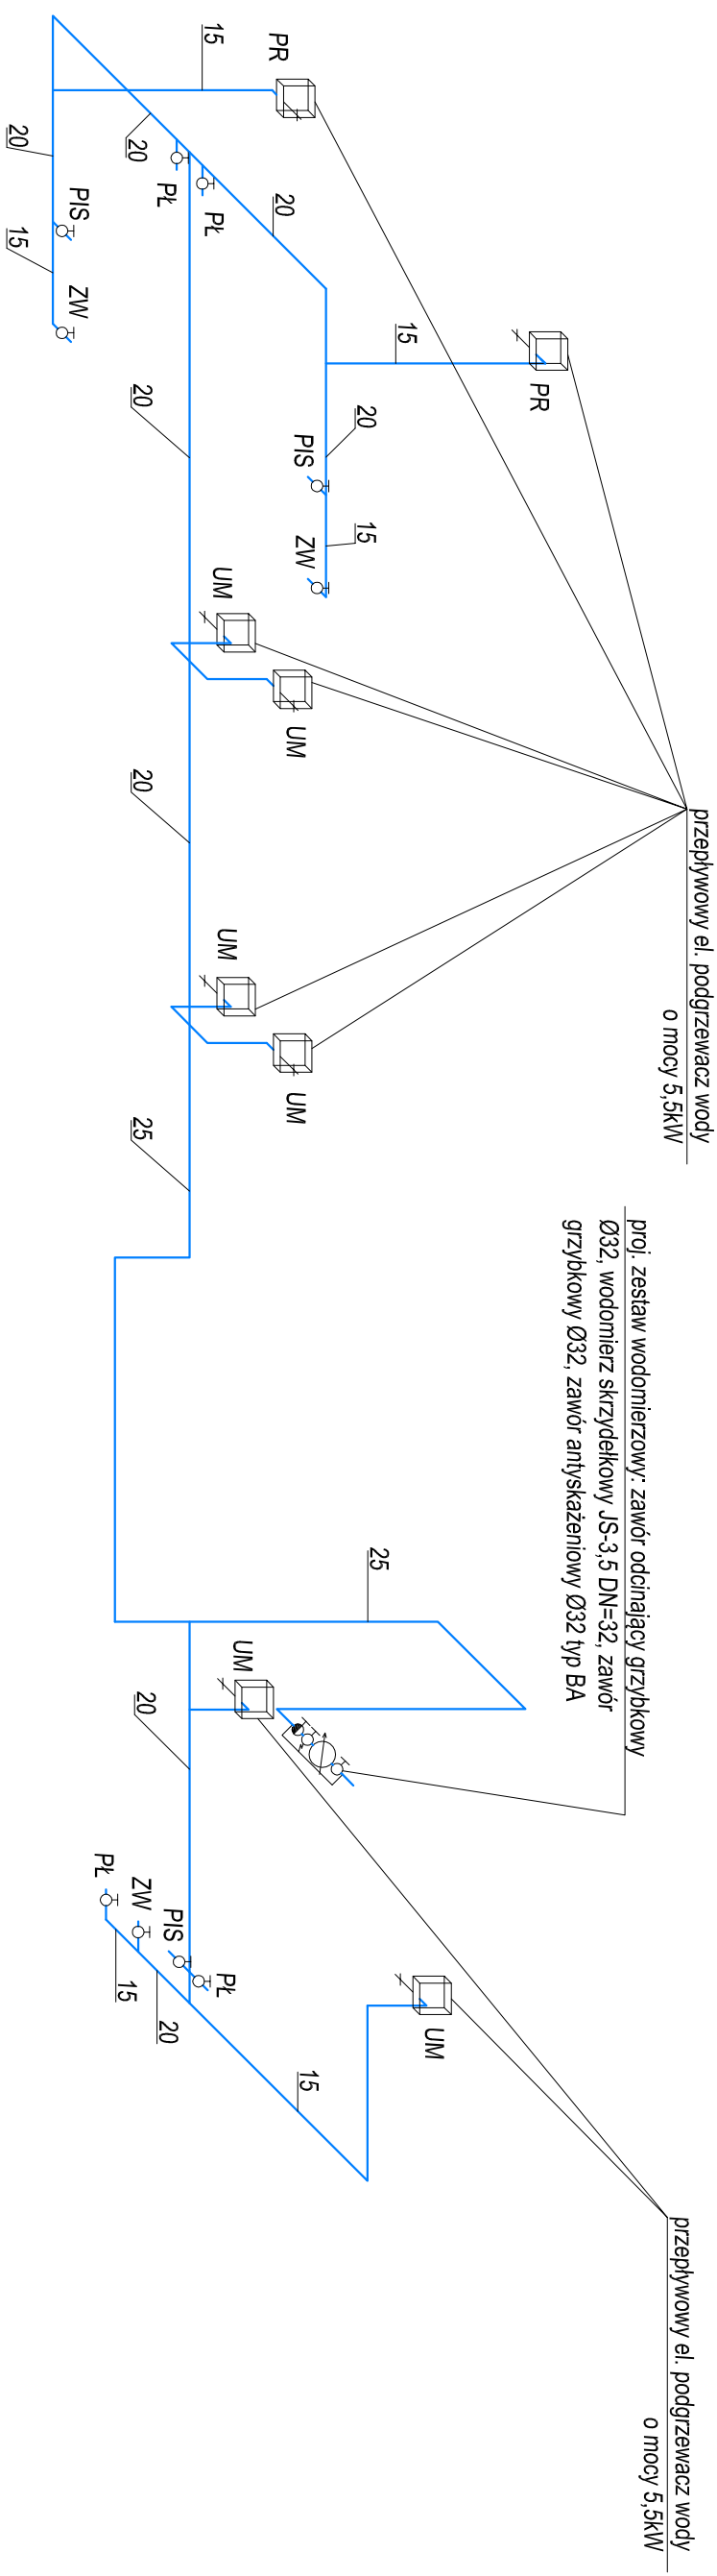 przepływowy el. podgrzewacz wody
o mocy 5,5kW
przepływowy el. podgrzewacz wody
o mocy 5,5kW
proj. zestaw wodomierzowy: zawór odcinający grzybkowy
Ø32, wodomierz skrzydełkowy JS-3,5 DN=32, zawór
grzybkowy Ø32, zawór antyskażeniowy Ø32 typ BA
PR
15
20
PŁ
PŁ
20
20
PIS
15
ZW
15
PR
20
PIS
15
ZW
20
UM
UM
20
UM
UM
25
25
UM
20
PŁ
ZW
PIS
PŁ
15
20
15
UM